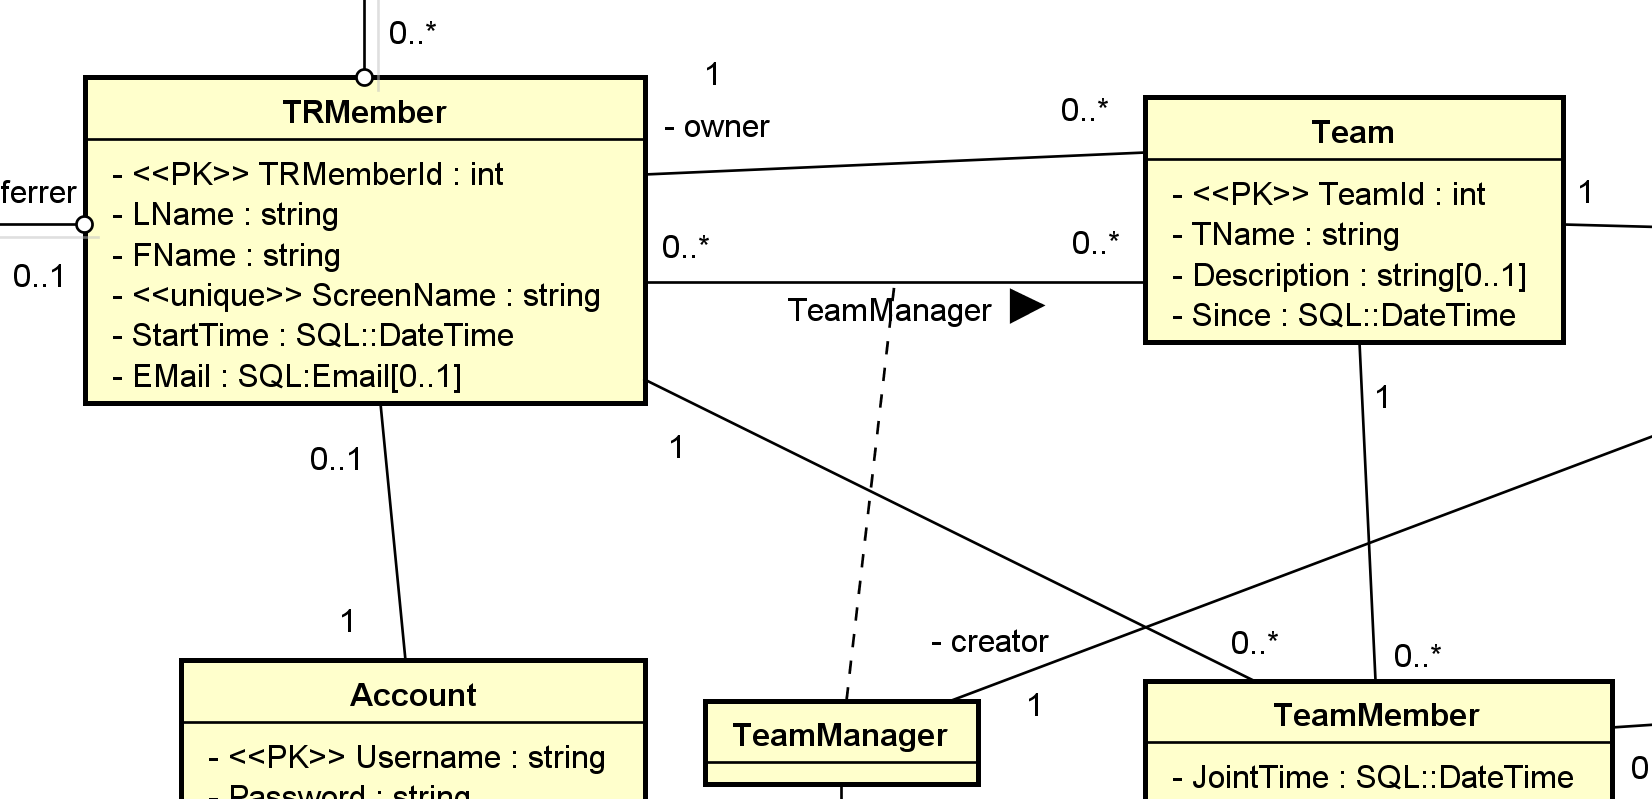 0..*
TRMember
- <<PK>> TRMemberId : int
- LName : string
- FName : string
- <<unique>> ScreenName : string
- StartTime : SQL::DateTime
- EMail : SQL:Email[0..1]
ferrer
0..1
1
- owner
0..*
0..*
0..*
TeamManager
Team
- <<PK>> TeamId : int
- TName : string
- Description : string[0..1]
- Since : SQL::DateTime
1
1
0..1
1
1
- creator
1
0..*
0..*
Account
- <<PK>> Username : string
- Password : string
TeamManager
TeamMember
- JointTime : SQL::DateTime
0